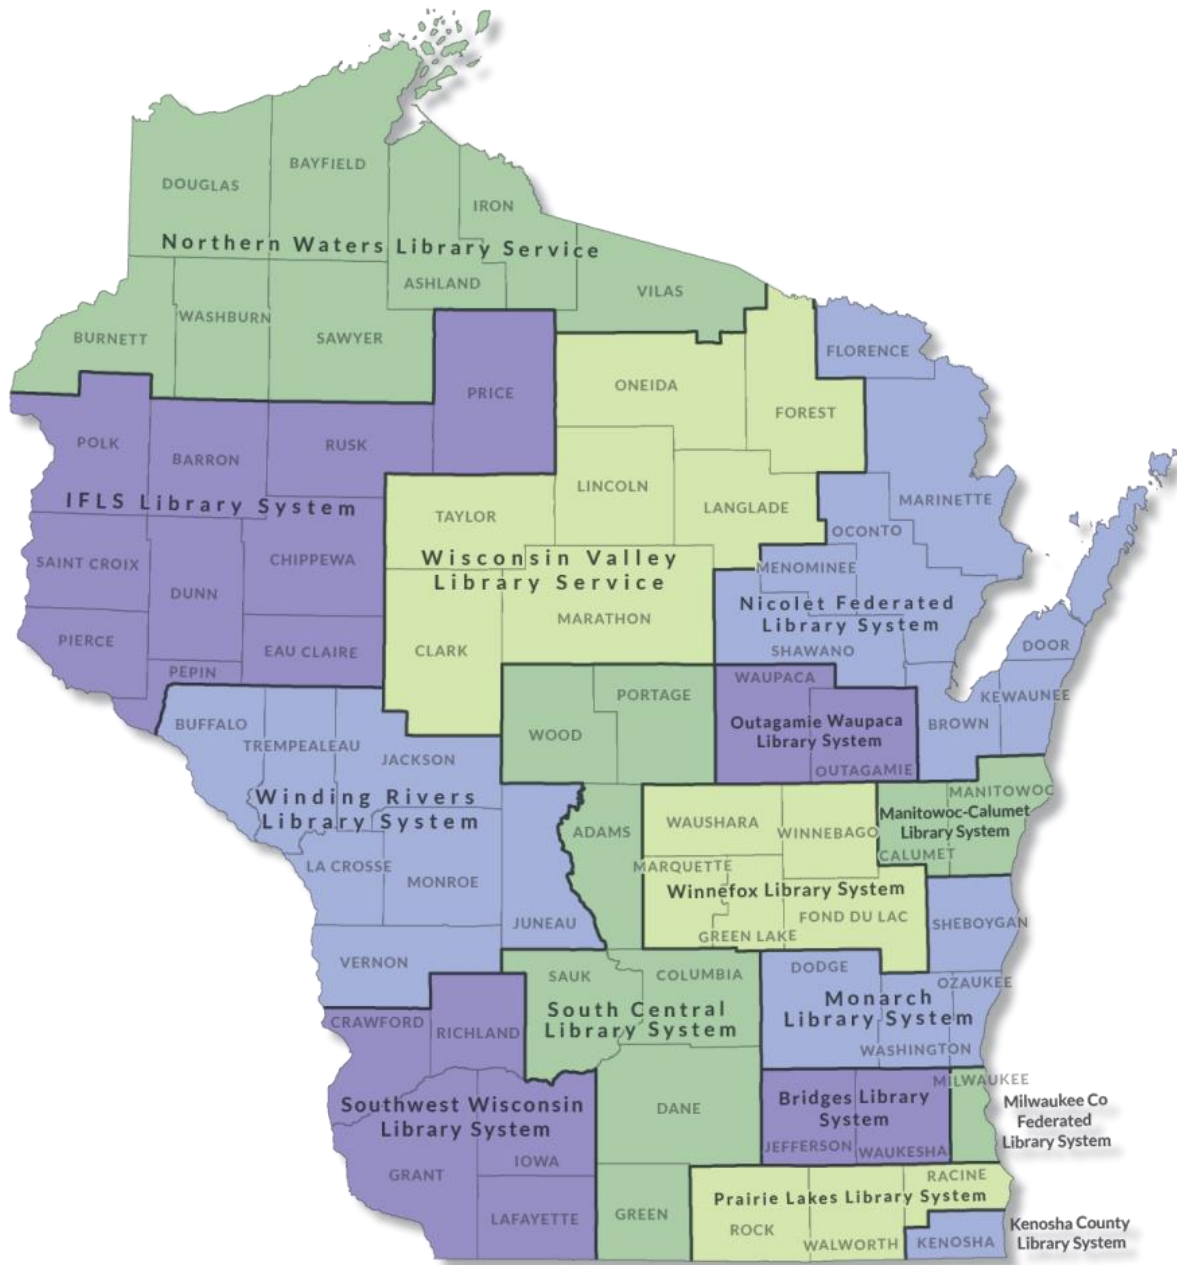 BAYFIELD
DOUGLAS
IRON
Northern Waters Library Service
ASHLAND
VILAS
WASHBURN
BURNETT
SAWYER
FLORENCE
PRICE
ONEIDA
FOREST
POLK
RUSK
BARRON
IFLS Library System
LINCOLN
MARINETTE
LANGLADE
TAYLOR
OCONTO
Wisconsin Valley
Library Service
CHIPPEWA
SAINT CROIX
MENOMINEE
DUNN
Nicolet Federated
Library System
MARATHON
PIERCE
EAU CLAIRE
CLARK
SHAWANO
DOOR
PEPIN
WAUPACA
PORTAGE
KEWAUNEE
BUFFALO
Outagamie Waupaca
Library System
BROWN
WOOD
TREMPEALEAU
JACKSON
OUTAGAMIE
MANITOWOC
Winding Rivers
Library System
Manitowoc-Calumet
Library System
ADAMS
WAUSHARA
WINNEBAGO
CALUMET
LA CROSSE
MARQUETTE
MONROE
Winnefox Library System
FOND DU LAC
JUNEAU
SHEBOYGAN
GREEN LAKE
VERNON
DODGE
SAUK
COLUMBIA
OZAUKEE
Monarch
Library System
South Central
Library System
CRAWFORD
RICHLAND
WASHINGTON
MILWAUKEE
Bridges Library
System
Milwaukee Co
Federated
Library System
Southwest Wisconsin
Library System
DANE
JEFFERSON
WAUKESHA
IOWA
GRANT
RACINE
Prairie Lakes Library System
LAFAYETTE
GREEN
ROCK
WALWORTH
KENOSHA
Kenosha County
Library System